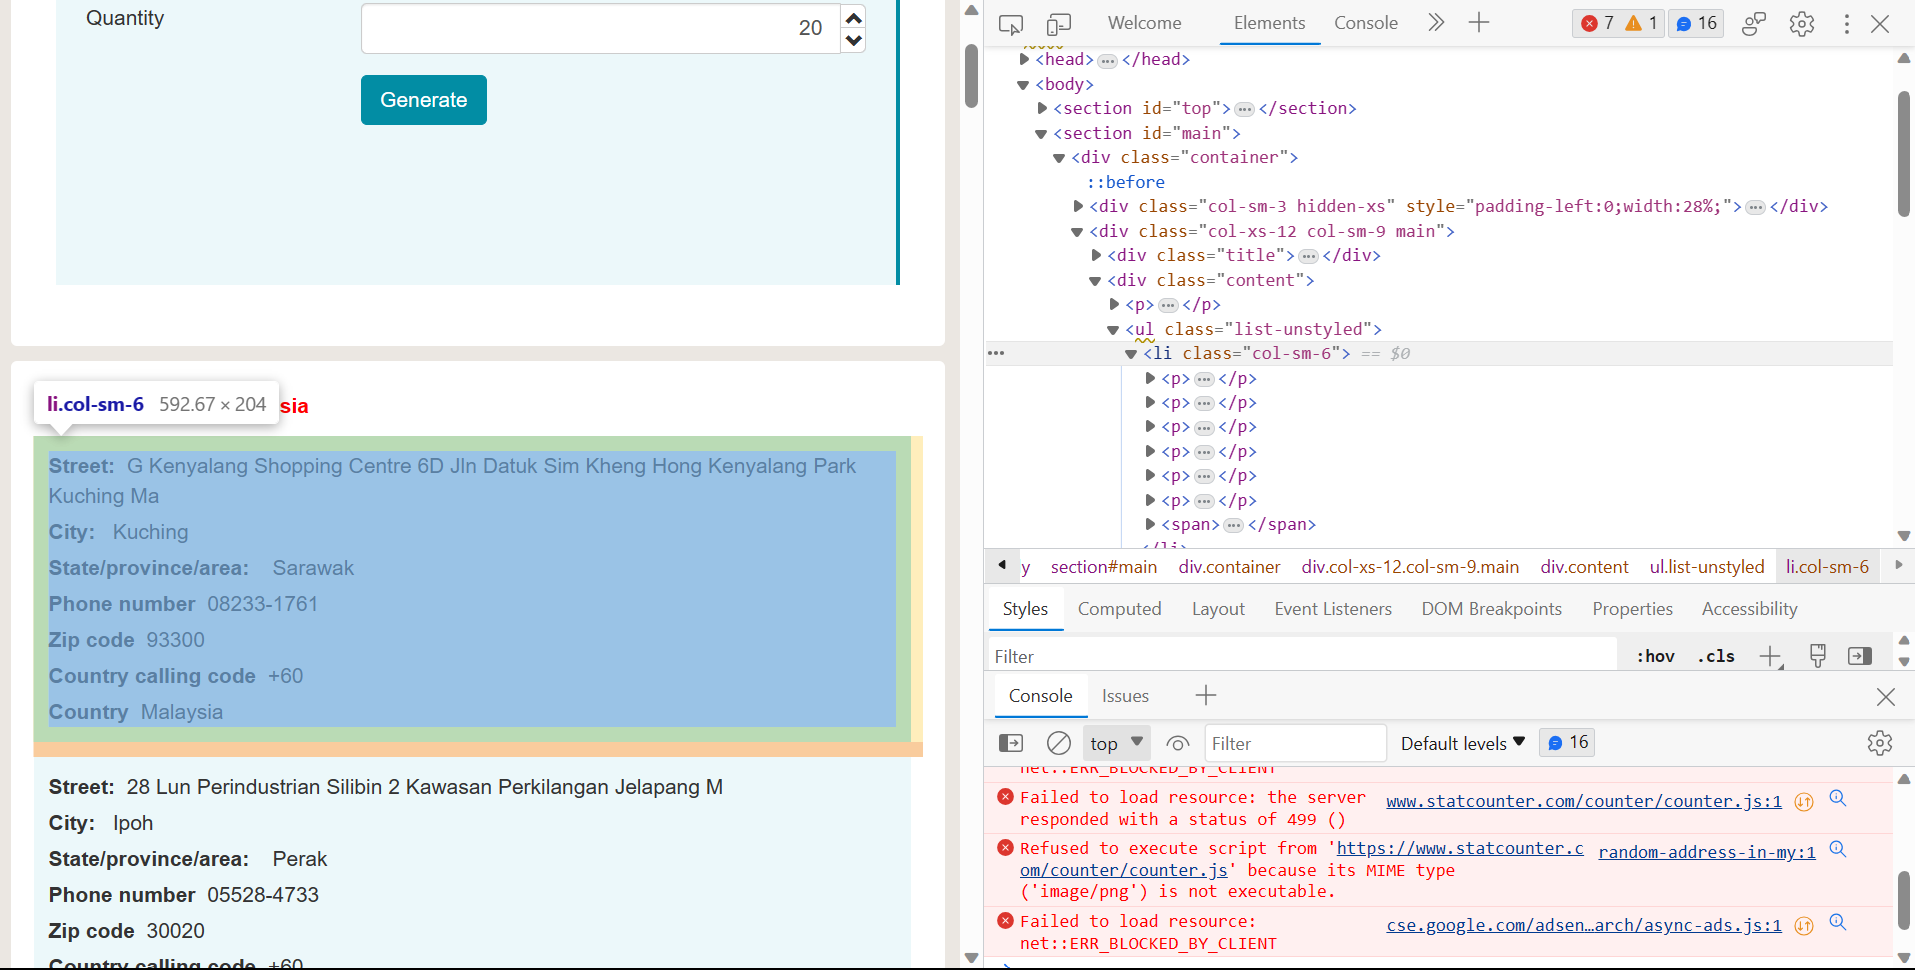 Quantity
20
Generate
li.col-sm-6 592.67 × 204
sia
Street: G Kenyalang Shopping Centre 6D Jln Datuk Sim Kheng Hong Kenyalang Park
Kuching Ma
City: Kuching
State/province/area: Sarawak
Phone number 08233-1761
Zip code 93300
Country calling code +60
Country Malaysia
Street: 28 Lun Perindustrian Silibin 2 Kawasan Perkilangan Jelapang M
City: Ipoh
State/province/area: Perak
Phone number 05528-4733
Zip code 30020
Country calling code +60
Welcome Elements Console 7 1 16
<head>…</head>
<body>
<section id="top">…</section>
<section id="main">
<div class="container">
::before
<div class="col-sm-3 hidden-xs" style="padding-left:0;width:28%;">…</div>
<div class="col-xs-12 col-sm-9 main">
<div class="title">…</div>
<div class="content">
<p>…</p>
<ul class="list-unstyled">
<li class="col-sm-6> == $0
<p>…</p>
<p>…</p>
<p>…</p>
<p>…</p>
<p>…</p>
<p>…</p>
<span>…</span>
</li>
y section#main div.container div.col-xs-12.col-sm-9.main div.content ul.list-unstyled li.col-sm-6
Styles Computed Layout Event Listeners DOM Breakpoints Properties Accessibility
Filter :hov .cls
Console Issues
top Filter Default levels 16
net::ERR_BLOCKED_BY_CLIENT
Failed to load resource: the server www.statcounter.com/counter/counter.js:1
responded with a status of 499 ()
Refused to execute script from 'https://www.statcounter.c random-address-in-my:1
om/counter/counter.js' because its MIME type
('image/png') is not executable.
Failed to load resource: cse.google.com/adsen…arch/async-ads.js:1
net::ERR_BLOCKED_BY_CLIENT